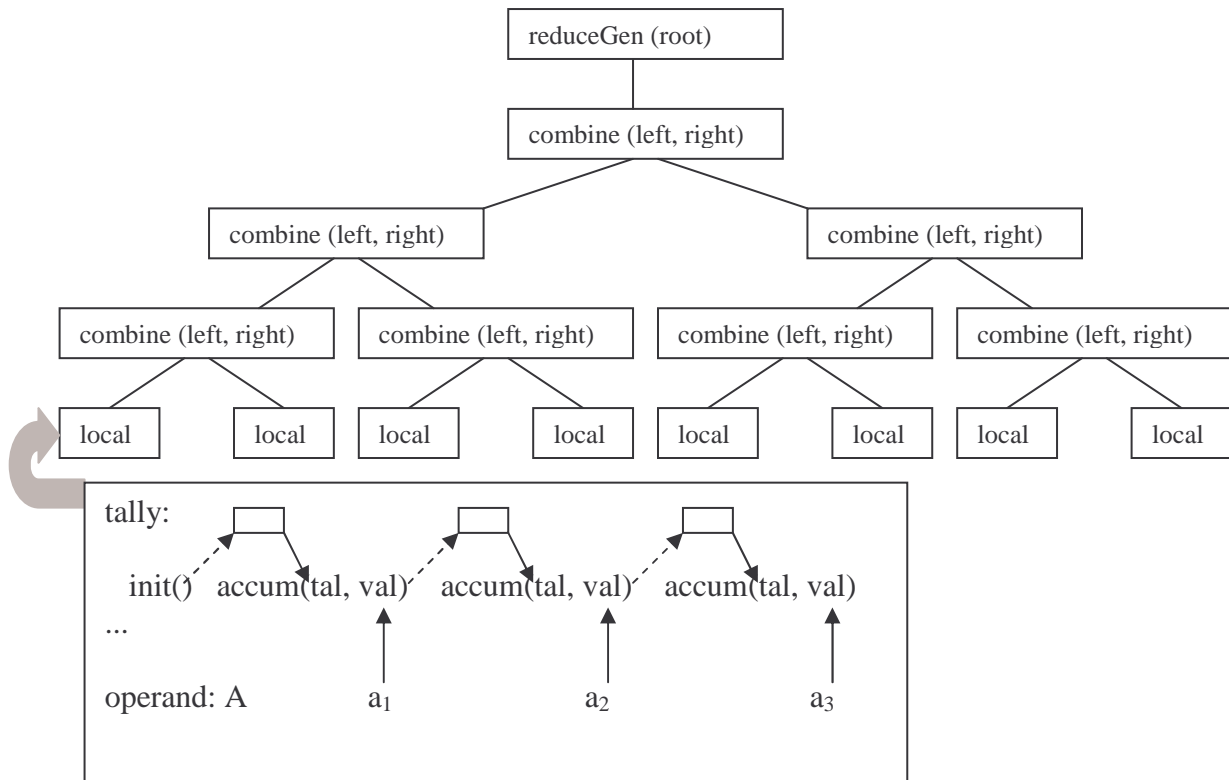 reduceGen (root)
combine (left, right)
combine (left, right) combine (left, right)
combine (left, right) combine (left, right) combine (left, right) combine (left, right)
local local local local local local local local
tally:
init() accum(tal, val) accum(tal, val) accum(tal, val)
...
operand: A a₁ a₂ a₃